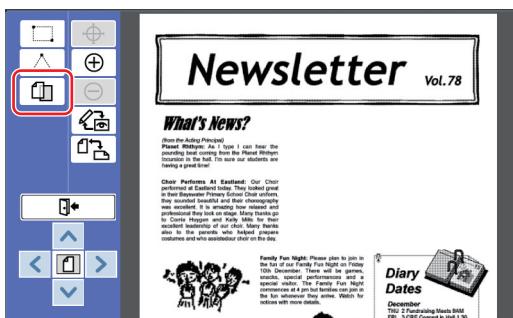 Newsletter Vol. 78
What's News?
(from the Acting Principal)
Planet Rhthym: As I type I can hear the
pounding beat coming from the Planet Rhthym
incursion in the hall. I'm sure our students are
having a great time!
Choir Performs At Eastland: Our Choir
performed at Eastland today. They looked great
in their Bayswater Primary School Choir uniform,
they sounded beautiful and their choreography
was excellent. It is amazing how relaxed and
professional they look on stage. Many thanks go
to Corrie Huygen and Kelly Mills for their
excellent leadership of our choir. Many thanks
also to the parents who helped prepare
costumes and who assistedour choir on the day.
Family Fun Night: Please plan to join in
the fun of our Family Fun Night on Friday
10th December. There will be games,
snacks, special performances and a
special visitor. The Family Fun Night
commences at 4 pm but families can join in
the fun whenever they arrive. Watch for
notices with more details.
Diary
Dates
December
THU 2 Fundraising Meets 9AM